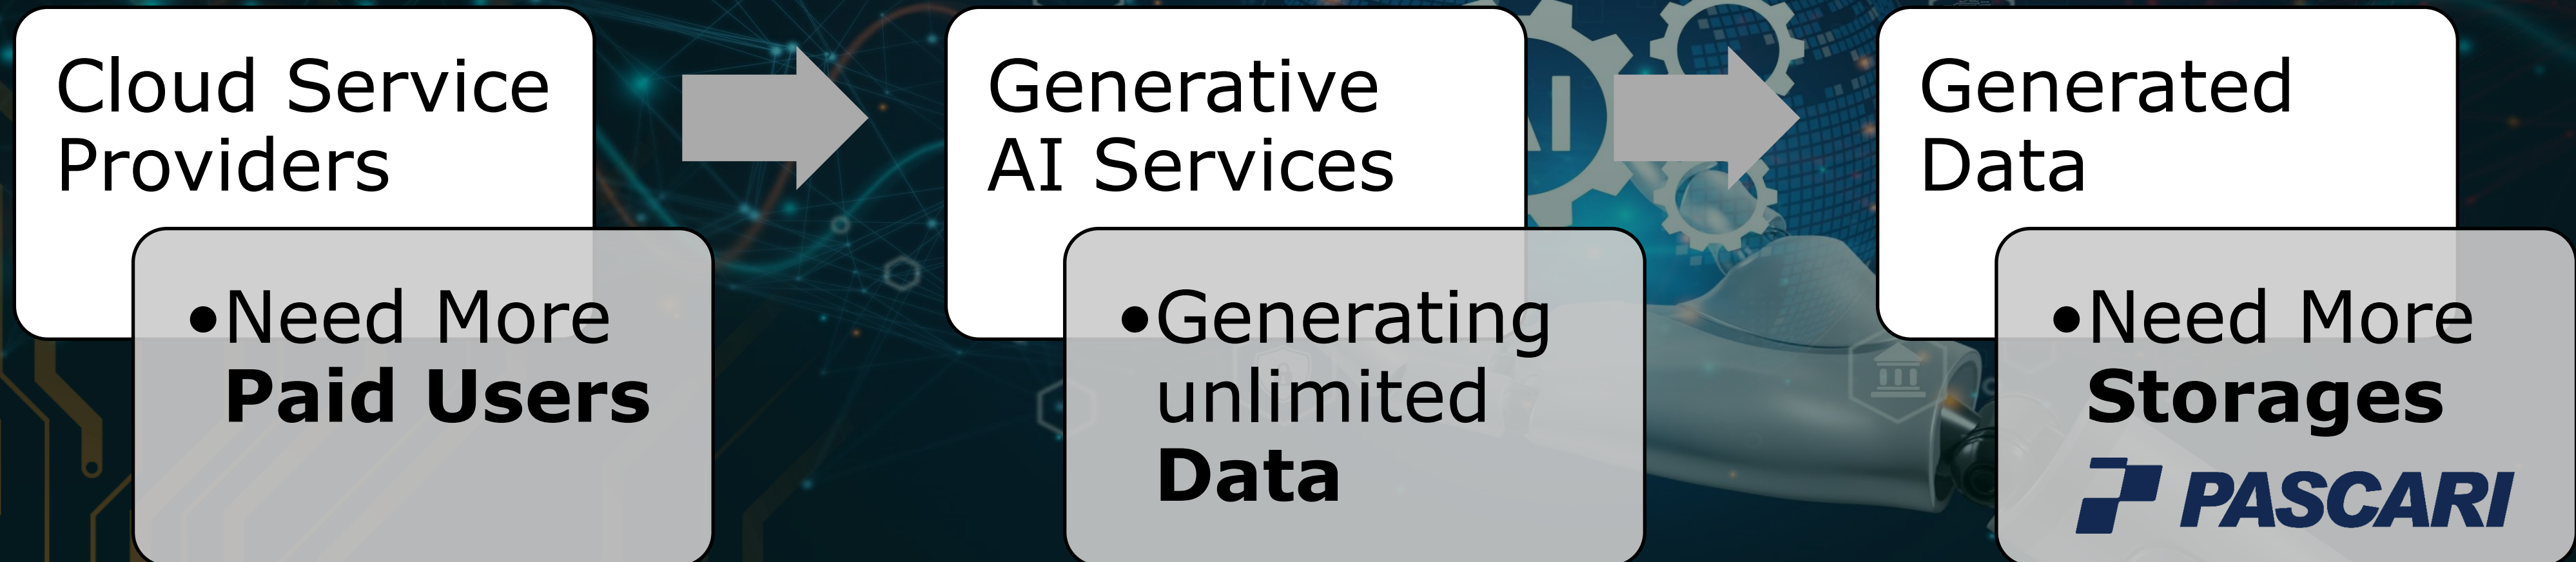 Cloud Service
Providers
•Need More
Paid Users
Generative
AI Services
•Generating
unlimited
Data
Generated
Data
•Need More
Storages
PASCARI